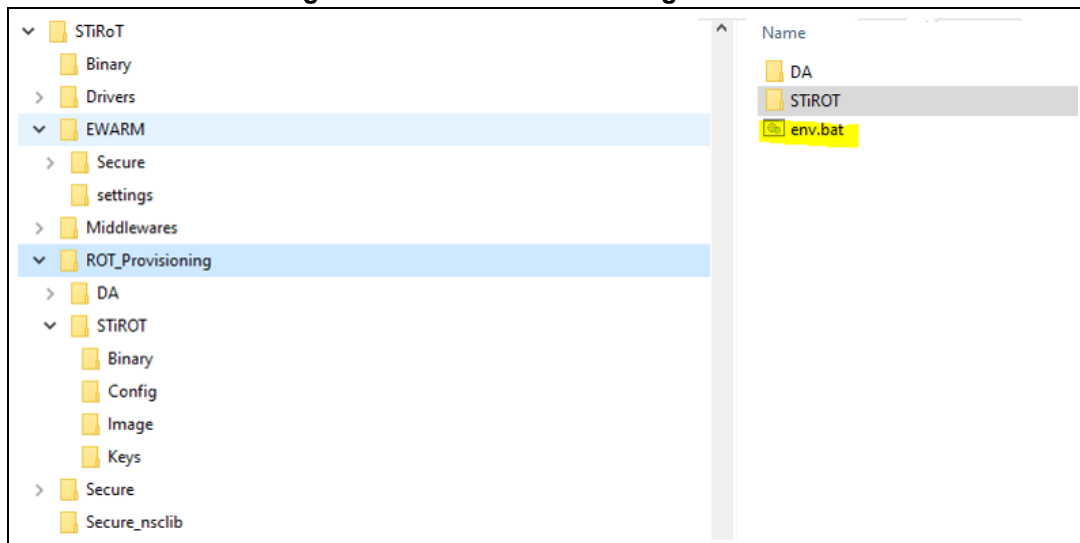 STiRoT
Binary
Drivers
EWARM
Secure
settings
Middlewares
ROT_Provisioning
DA
STiROT
Binary
Config
Image
Keys
Secure
Secure_nsclib
Name
DA
STiROT
env.bat